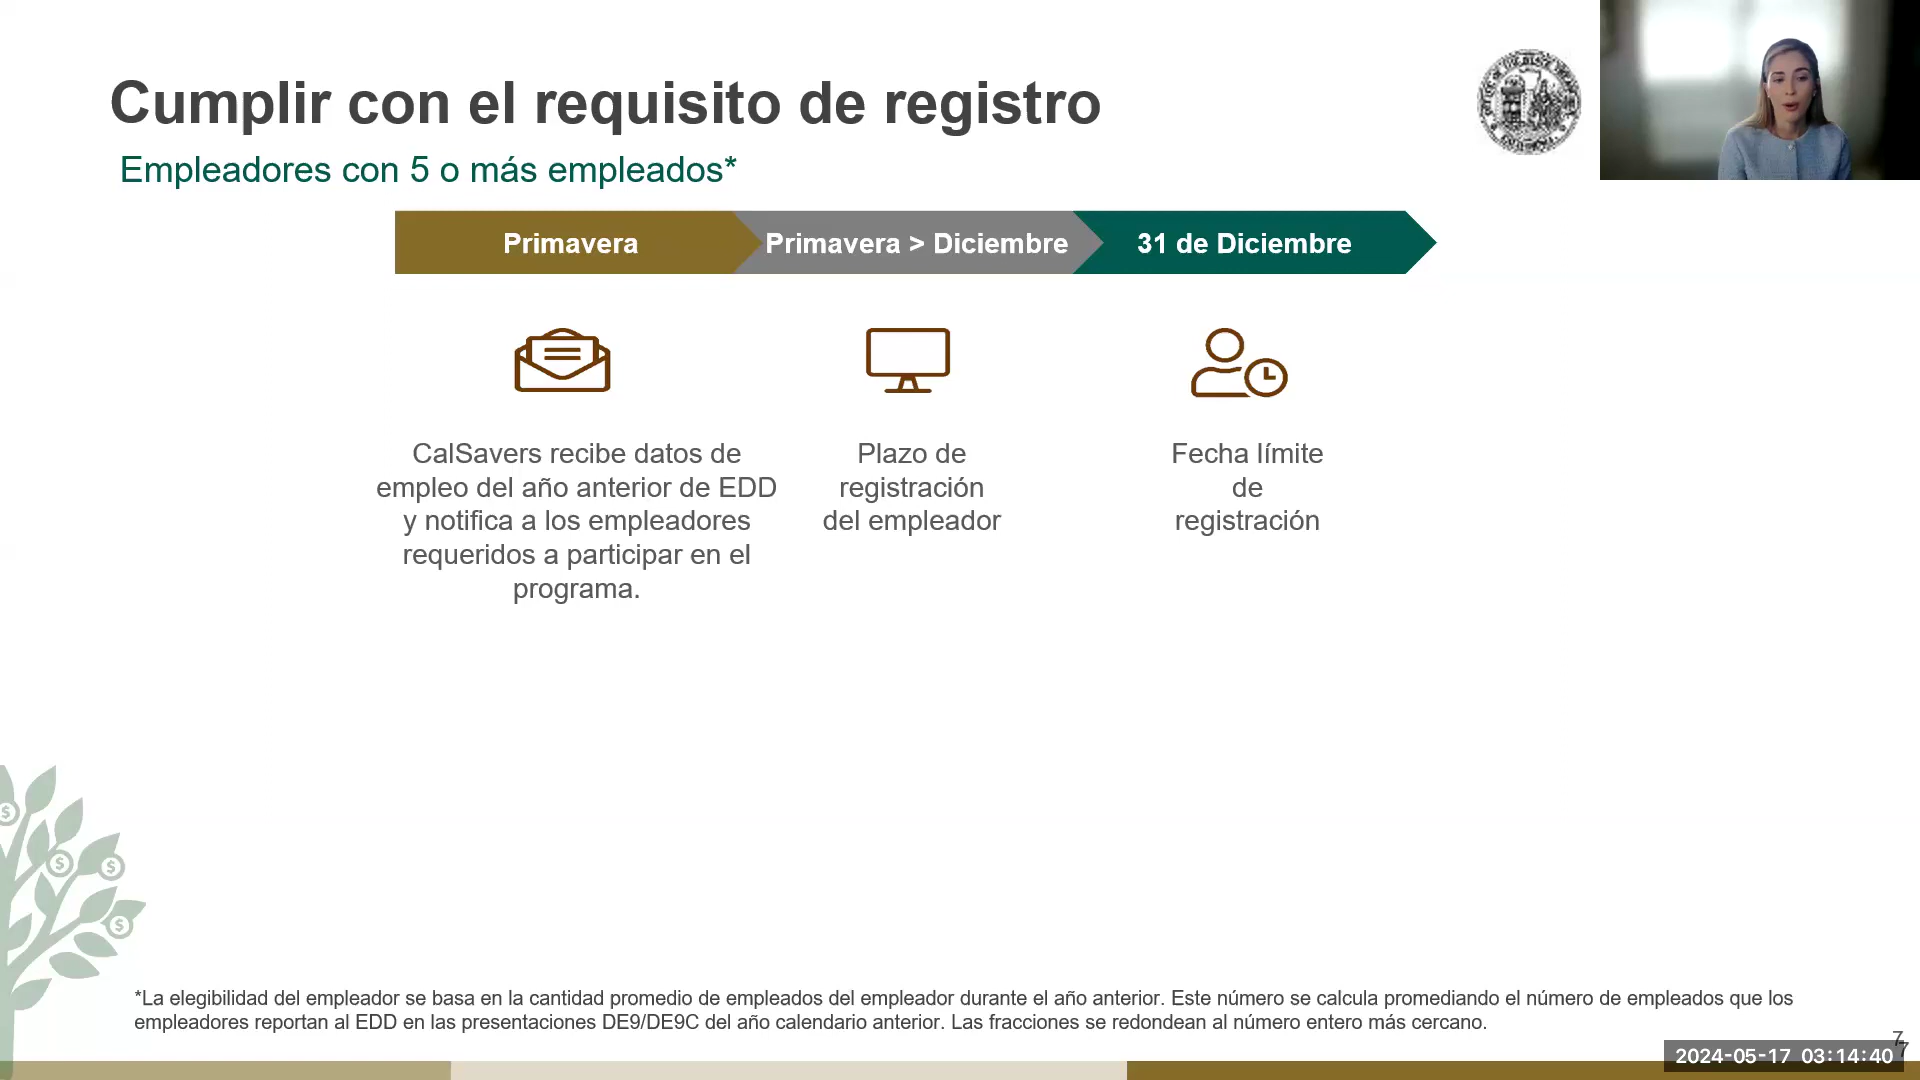 Cumplir con el requisito de registro
Empleadores con 5 o más empleados*
Primavera
Primavera > Diciembre
31 de Diciembre
CalSavers recibe datos de
empleo del año anterior de EDD
y notifica a los empleadores
requeridos a participar en el
programa.
Plazo de
registración
del empleador
Fecha límite
de
registración
*La elegibilidad del empleador se basa en la cantidad promedio de empleados del empleador durante el año anterior. Este número se calcula promediando el número de empleados que los
empleadores reportan al EDD en las presentaciones DE9/DE9C del año calendario anterior. Las fracciones se redondean al número entero más cercano.
7
7
2024-05-17 03:14:40